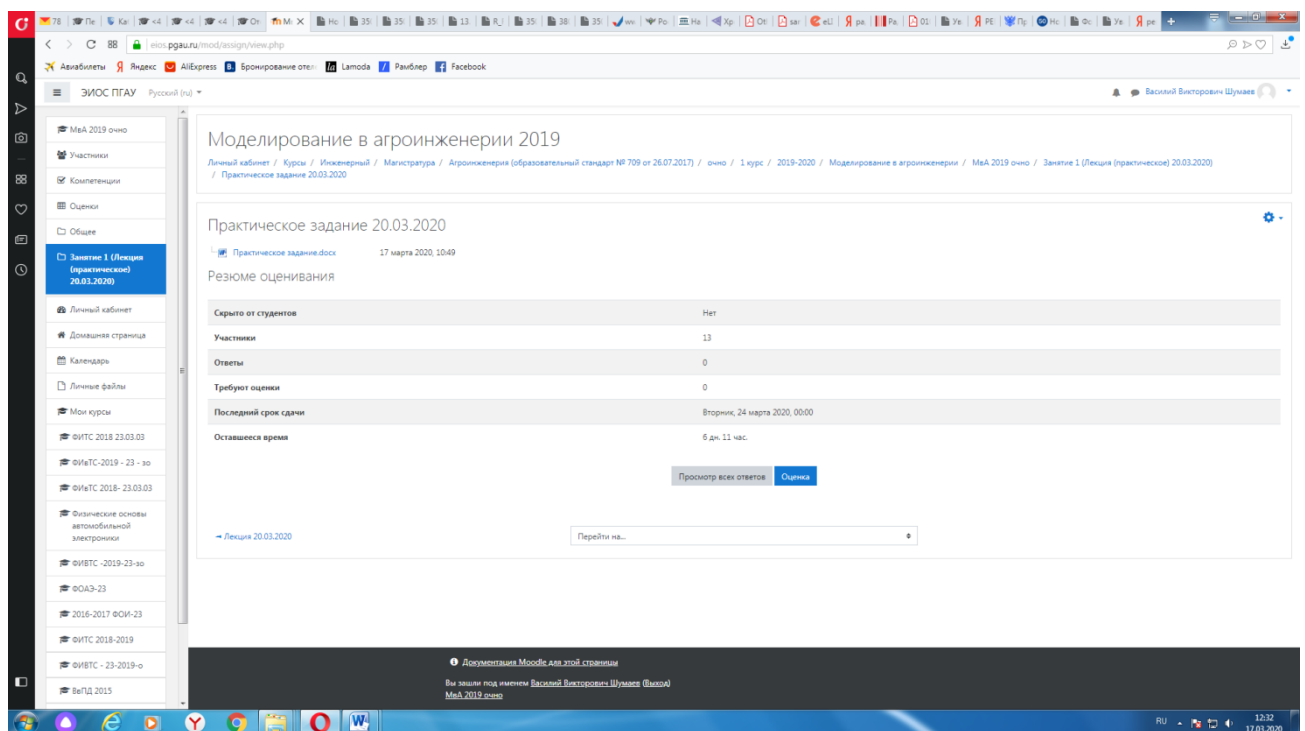 eios.pgau.ru/mod/assign/view.php
Авиабилеты Яндекс AliExpress Бронирование отел Lamoda Рамблер Facebook
ЭИОС ПГАУ Русский (ru)
Василий Викторович Шумаев
МвА 2019 очно
Участники
Компетенции
Оценки
Общее
Занятие 1 (Лекция
(практическое)
20.03.2020)
Личный кабинет
Домашняя страница
Календарь
Личные файлы
Мои курсы
ФИТС 2018 23.03.03
ФИвТС-2019 - 23 - зо
ФИвТС 2018- 23.03.03
Физические основы
автомобильной
электроники
ФИВТС -2019-23-зо
ФОАЭ-23
2016-2017 ФОИ-23
ФИТС 2018-2019
ФИВТС - 23-2019-о
ВвПД 2015
Моделирование в агроинженерии 2019
Личный кабинет / Курсы / Инженерный / Магистратура / Агроинженерия (образовательный стандарт № 709 от 26.07.2017) / очно / 1 курс / 2019-2020 / Моделирование в агроинженерии / МвА 2019 очно / Занятие 1 (Лекция (практическое) 20.03.2020)
/ Практическое задание 20.03.2020
Практическое задание 20.03.2020
Практическое задание.docx 17 марта 2020, 10:49
Резюме оценивания
Скрыто от студентов Нет
Участники 13
Ответы 0
Требуют оценки 0
Последний срок сдачи Вторник, 24 марта 2020, 00:00
Оставшееся время 6 дн. 11 час.
Просмотр всех ответов Оценка
→ Лекция 20.03.2020 Перейти на...
Документация Moodle для этой страницы
Вы зашли под именем Василий Викторович Шумаев (Выход)
МвА 2019 очно
RU 12:32
17.03.2020